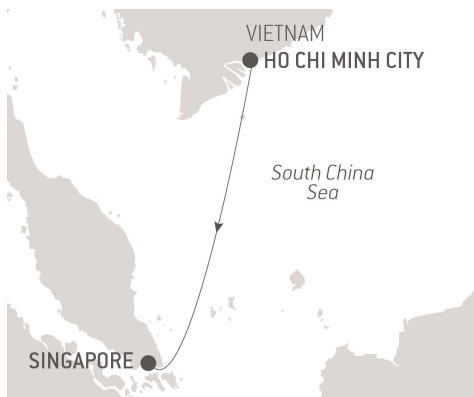 VIETNAM
HO CHI MINH CITY
South China
Sea
SINGAPORE